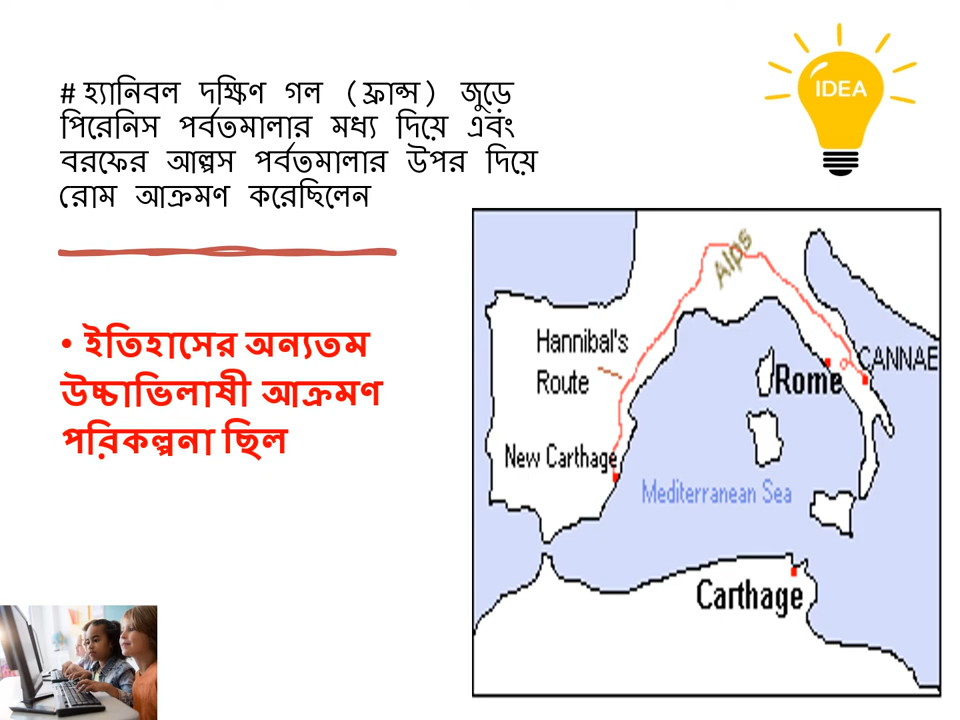 # হ্যানিবল দক্ষিণ গল (ফ্রান্স) জুড়ে
পিরেনিস পর্বতমালার মধ্য দিয়ে এবং
বরফের আল্পস পর্বতমালার উপর দিয়ে
রোম আক্রমণ করেছিলেন
IDEA
• ইতিহাসের অন্যতম
উচ্চাভিলাষী আক্রমণ
পরিকল্পনা ছিল
Alps
Hannibal's
Route
CANNAE
Rome
New Carthage
Mediterranean Sea
Carthage